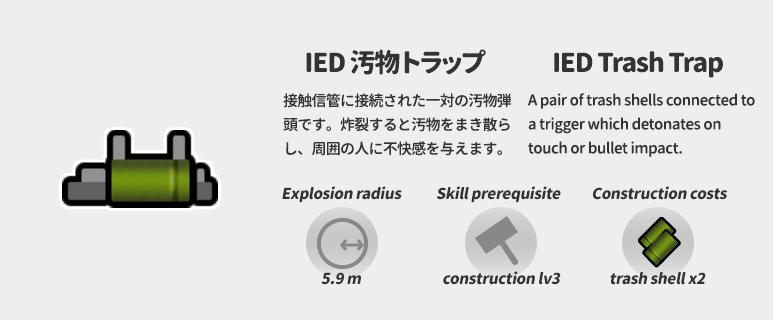 IED 汚物トラップ
接触信管に接続された一対の汚物弾
頭です。炸裂すると汚物をまき散ら
し、周囲の人に不快感を与えます。
IED Trash Trap
A pair of trash shells connected to
a trigger which detonates on
touch or bullet impact.
Explosion radius
5.9 m
Skill prerequisite
construction lv3
Construction costs
trash shell x2